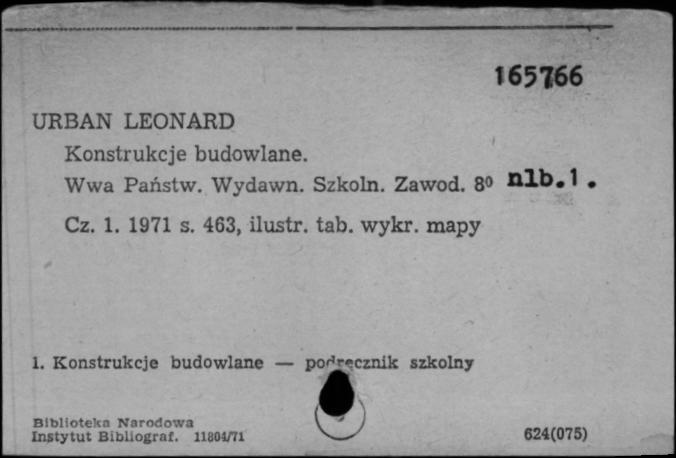 165766
URBAN LEONARD
Konstrukcje budowlane.
Wwa Państw. Wydawn. Szkoln. Zawod. 8⁰ nlb.1.
Cz. 1. 1971 s. 463, ilustr. tab. wykr. mapy
1. Konstrukcje budowlane — podręcznik szkolny
Biblioteka Narodowa
Instytut Bibliograf. 11804/71
624(075)